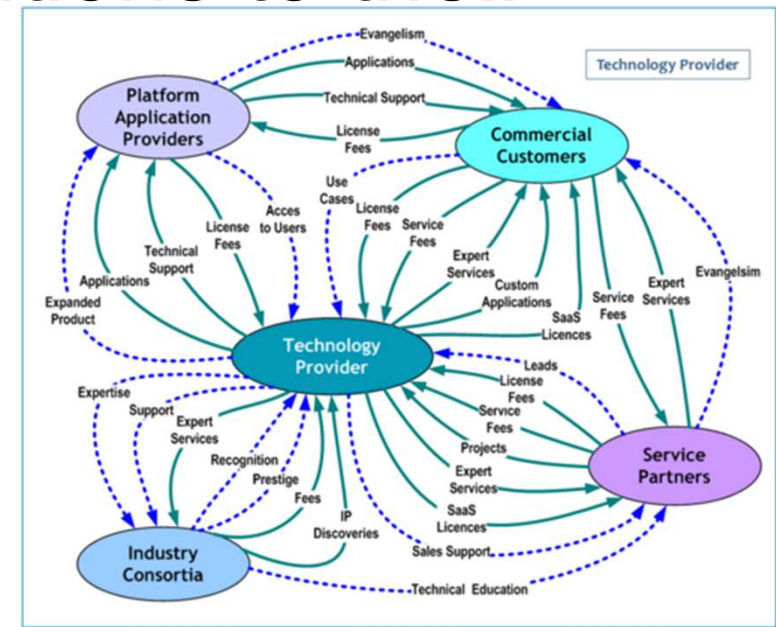 Evangelism
Technology Provider
Applications
Platform
Application
Providers
Technical Support
Commercial
Customers
License
Fees
Use
Cases
License
Fees
Service
Fees
Acces
to Users
License
Fees
Technical
Support
Applications
Expanded
Product
Expert
Services
Custom
Applications
SaaS
Licences
Service
Fees
Expert
Services
Evangelsim
Technology
Provider
Leads
License
Fees
Service
Fees
Projects
Expert
Services
SaaS
Licences
Sales Support
Service
Partners
Expertise
Support
Expert
Services
Recognition
Prestige
Fees
IP
Discoveries
Industry
Consortia
Technical Education